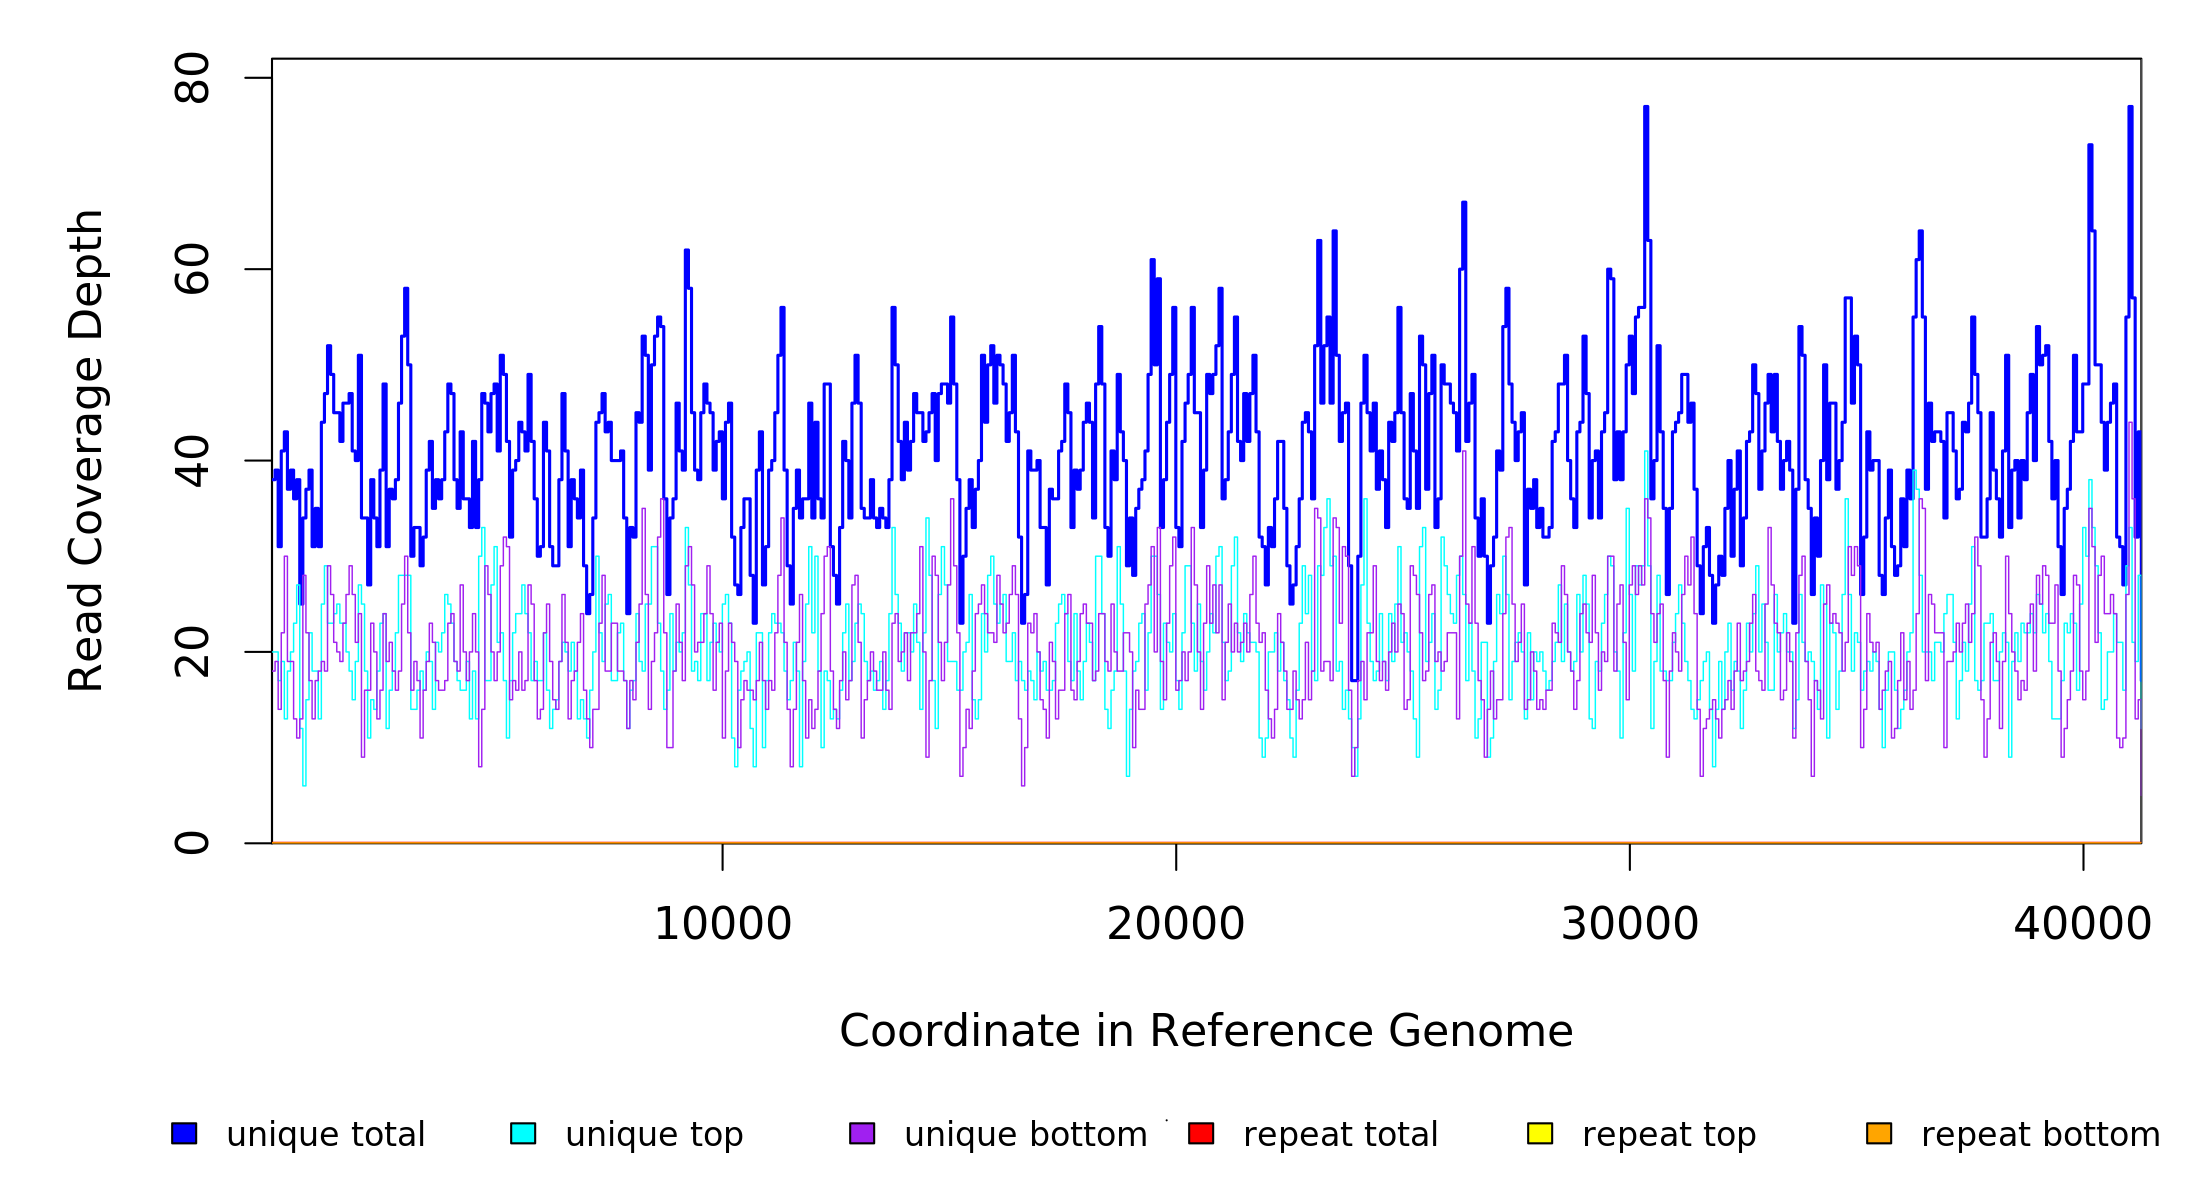 80
60
40
20
0
Read Coverage Depth
10000 20000 30000 40000
Coordinate in Reference Genome
unique total unique top unique bottom repeat total repeat top repeat bottom